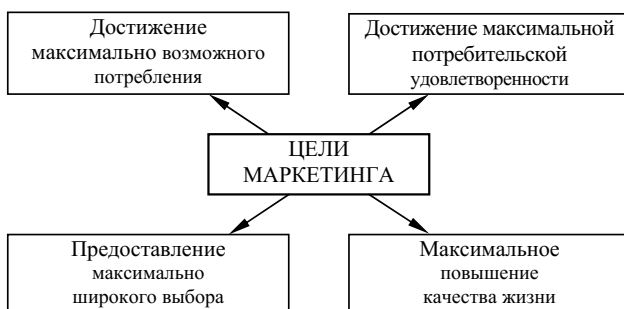 Достижение
максимально возможного
потребления
Достижение максимальной
потребительской
удовлетворенности
ЦЕЛИ
МАРКЕТИНГА
Предоставление
максимально
широкого выбора
Максимальное
повышение
качества жизни